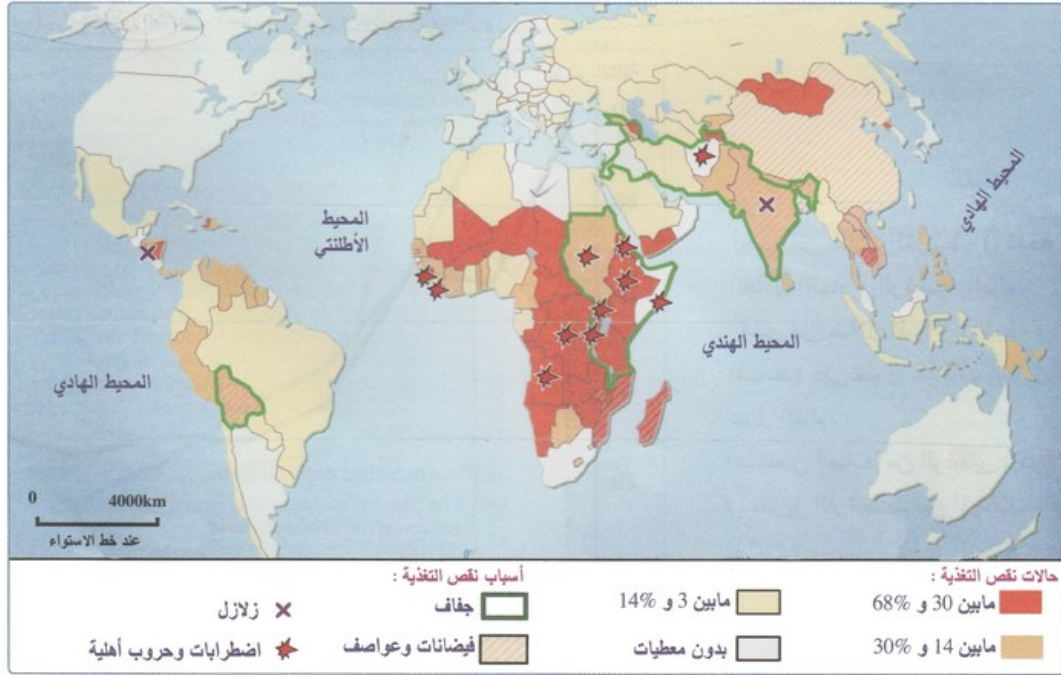 المحيط الهادي
المحيط
الأطلنتي
المحيط الهندي
المحيط الهادي
0 4000km
عند خط الاستواء
0°
حالات نقص التغذية :
مابين 30 و 68%
مابين 14 و 30%
مابين 3 و 14%
بدون معطيات
أسباب نقص التغذية :
جفاف
فيضانات وعواصف
زلازل
اضطرابات وحروب أهلية